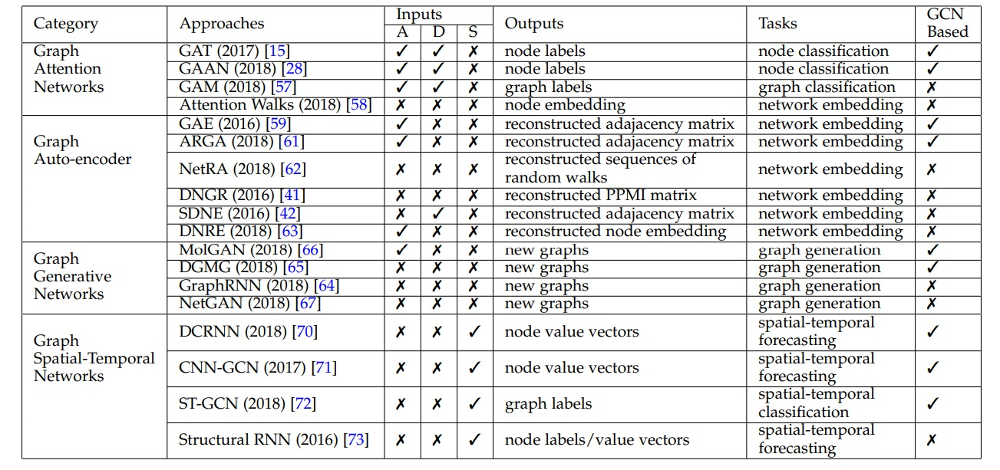 Category Approaches Inputs Outputs Tasks GCN Based
A D S
Graph Attention Networks
GAT (2017) [15] ✓ ✓ ✗ node labels node classification ✓
GAAN (2018) [28] ✓ ✓ ✗ node labels node classification ✓
GAM (2018) [57] ✓ ✓ ✗ graph labels graph classification ✗
Attention Walks (2018) [58] ✗ ✗ ✗ node embedding network embedding ✗
Graph Auto-encoder
GAE (2016) [59] ✓ ✗ ✗ reconstructed adajacency matrix network embedding ✓
ARGA (2018) [61] ✓ ✗ ✗ reconstructed adajacency matrix network embedding ✓
NetRA (2018) [62] ✗ ✗ ✗ reconstructed sequences of random walks network embedding ✗
DNGR (2016) [41] ✗ ✗ ✗ reconstructed PPMI matrix network embedding ✗
SDNE (2016) [42] ✗ ✓ ✗ reconstructed adajacency matrix network embedding ✗
DNRE (2018) [63] ✓ ✗ ✗ reconstructed node embedding network embedding ✗
Graph Generative Networks
MolGAN (2018) [66] ✓ ✗ ✗ new graphs graph generation ✓
DGMG (2018) [65] ✗ ✗ ✗ new graphs graph generation ✓
GraphRNN (2018) [64] ✗ ✗ ✗ new graphs graph generation ✗
NetGAN (2018) [67] ✗ ✗ ✗ new graphs graph generation ✗
Graph Spatial-Temporal Networks
DCRNN (2018) [70] ✗ ✗ ✓ node value vectors spatial-temporal forecasting ✓
CNN-GCN (2017) [71] ✗ ✗ ✓ node value vectors spatial-temporal forecasting ✓
ST-GCN (2018) [72] ✗ ✗ ✓ graph labels spatial-temporal classification ✓
Structural RNN (2016) [73] ✗ ✗ ✓ node labels/value vectors spatial-temporal forecasting ✗